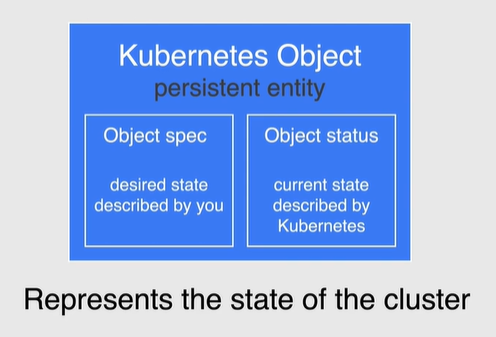 Kubernetes Object
persistent entity
Object spec
desired state
described by you
Object status
current state
described by
Kubernetes
Represents the state of the cluster